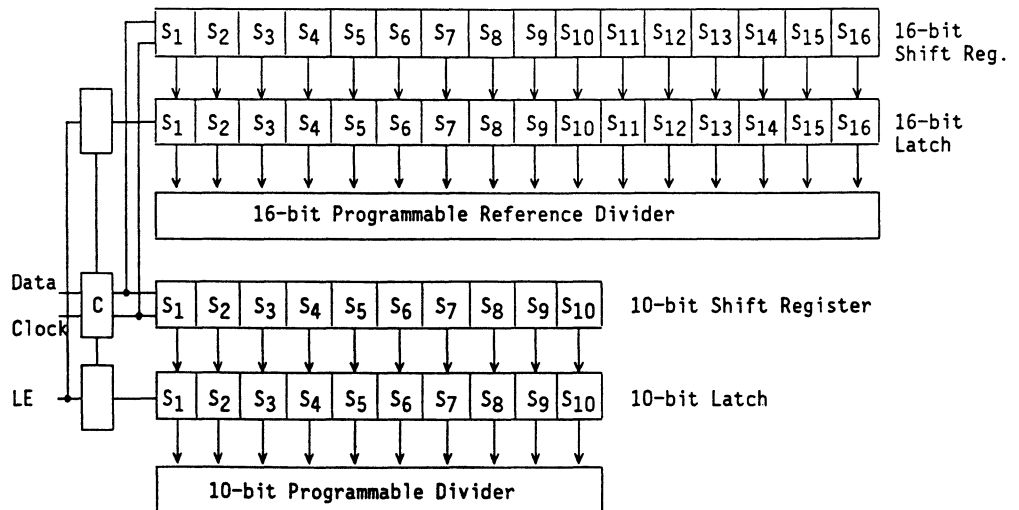 S1 S2 S3 S4 S5 S6 S7 S8 S9 S10 S11 S12 S13 S14 S15 S16
16-bit
Shift Reg.
S1 S2 S3 S4 S5 S6 S7 S8 S9 S10 S11 S12 S13 S14 S15 S16
16-bit
Latch
16-bit Programmable Reference Divider
Data
C
Clock
S1 S2 S3 S4 S5 S6 S7 S8 S9 S10
10-bit Shift Register
LE
S1 S2 S3 S4 S5 S6 S7 S8 S9 S10
10-bit Latch
10-bit Programmable Divider